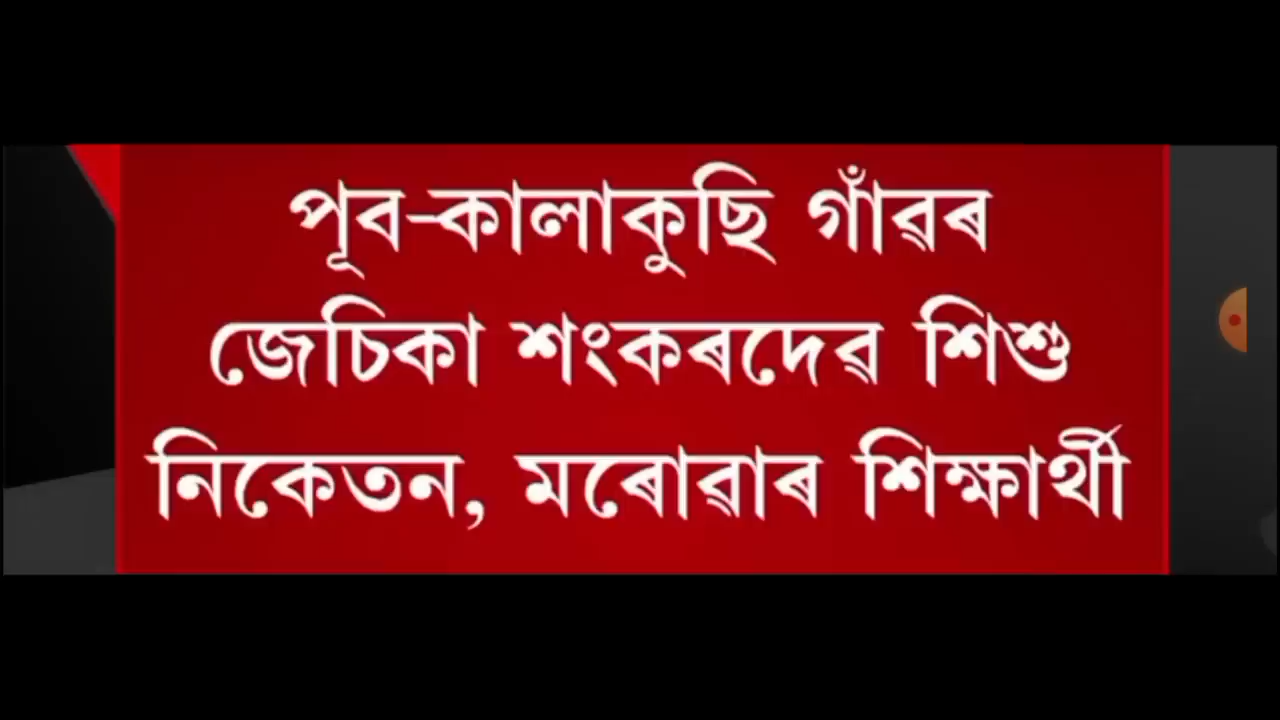 পূব-কালাকুছি গাঁৱৰ
জেচিকা শংকৰদেৱ শিশু
নিকেতন, মৰোৱাৰ শিক্ষাৰ্থী